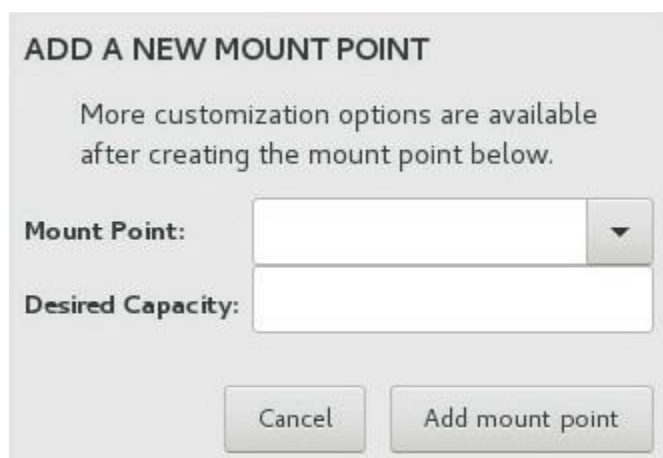 ADD A NEW MOUNT POINT
More customization options are available
after creating the mount point below.
Mount Point:
Desired Capacity:
Cancel Add mount point